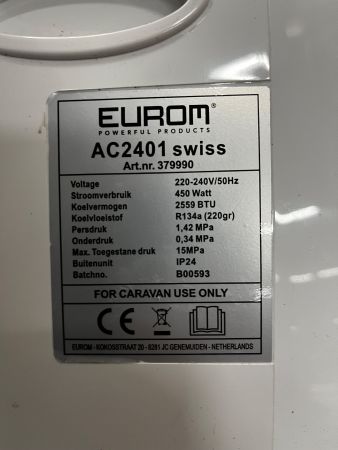 EUROM®
POWERFUL PRODUCTS
AC2401 swiss
Art.nr. 379990
Voltage 220-240V/50Hz
Stroomverbruik 450 Watt
Koelvermogen 2559 BTU
Koelvloeistof R134a (220gr)
Persdruk 1,42 MPa
Onderdruk 0,34 MPa
Max. Toegestane druk 15MPa
Buitenunit IP24
Batchno. B00593
FOR CARAVAN USE ONLY
CE
EUROM - KOKOSSTRAAT 20 - 8281 JC GENEMUIDEN - NETHERLANDS